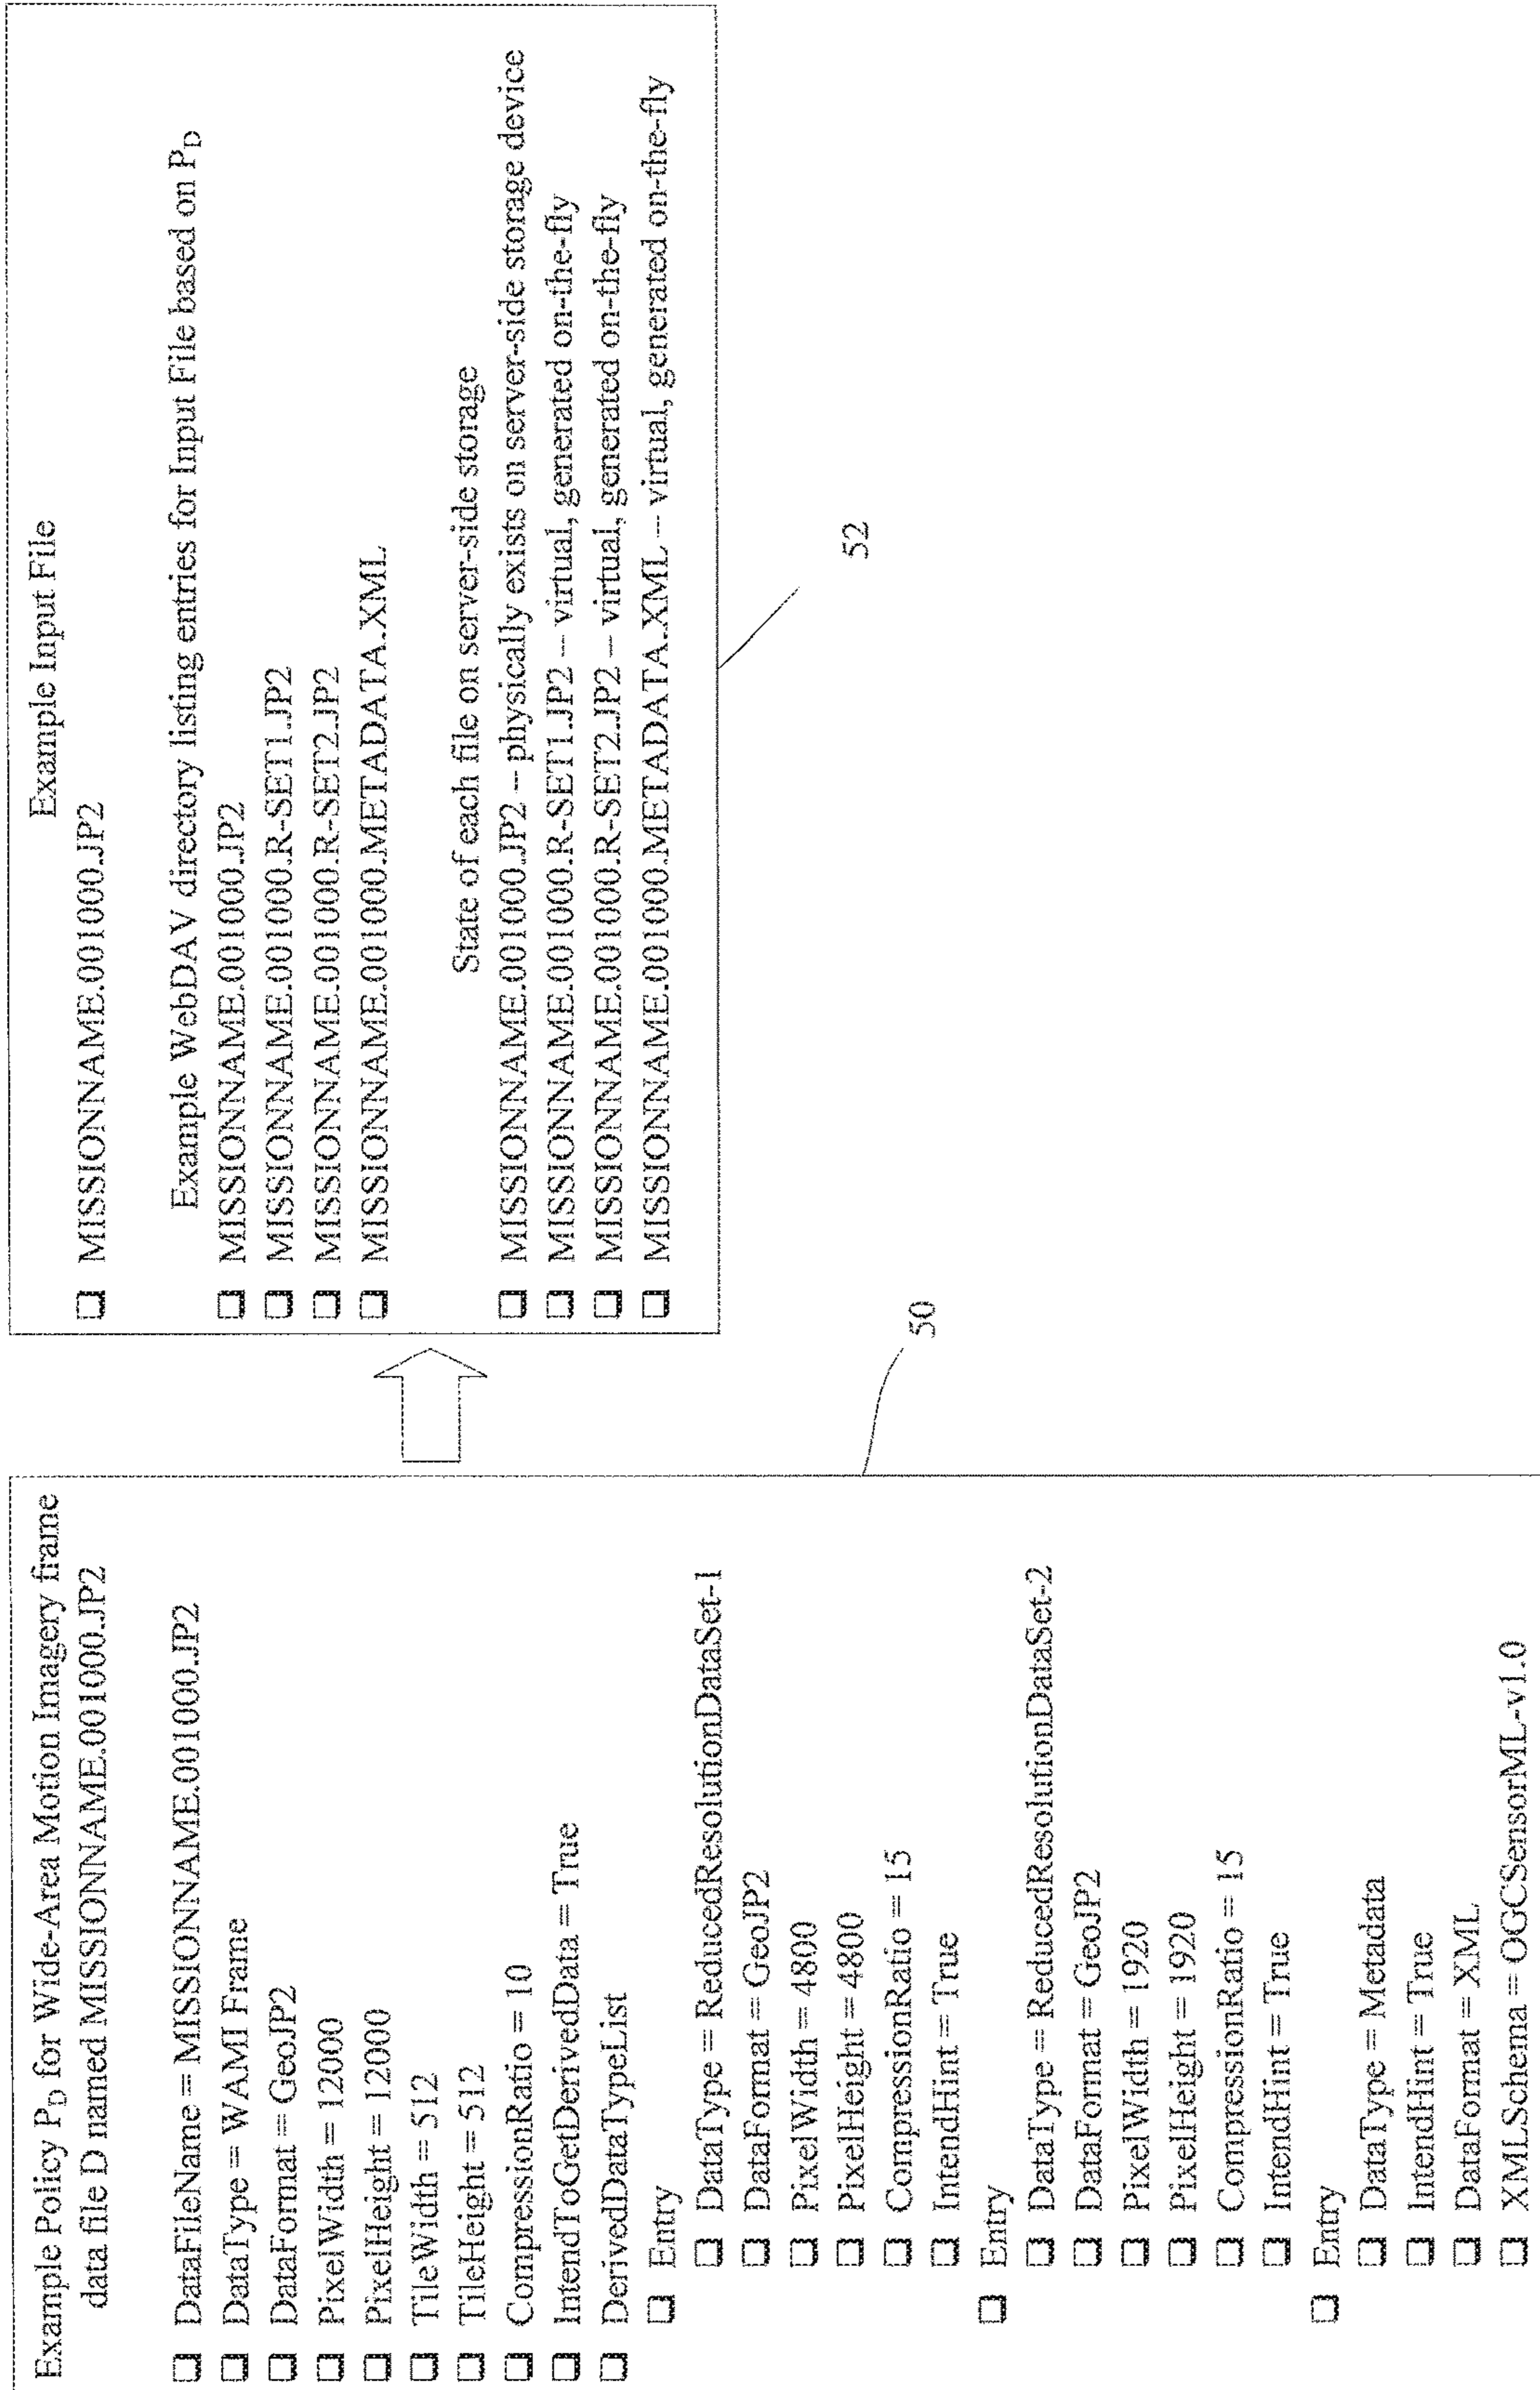 Example Policy PD for Wide-Area Motion Imagery frame
data file D named MISSIONNAME.001000.JP2
❑ DataFileName = MISSIONNAME.001000.JP2
❑ DataType = WAMI Frame
❑ DataFormat = GeoJP2
❑ PixelWidth = 12000
❑ PixelHeight = 12000
❑ TileWidth = 512
❑ TileHeight = 512
❑ CompressionRatio = 10
❑ IntendToGetDerivedData = True
❑ DerivedDataTypeList
❑ Entry
❑ DataType = ReducedResolutionDataSet-1
❑ DataFormat = GeoJP2
❑ PixelWidth = 4800
❑ PixelHeight = 4800
❑ CompressionRatio = 15
❑ IntendHint = True
❑ Entry
❑ DataType = ReducedResolutionDataSet-2
❑ DataFormat = GeoJP2
❑ PixelWidth = 1920
❑ PixelHeight = 1920
❑ CompressionRatio = 15
❑ IntendHint = True
❑ Entry
❑ DataType = Metadata
❑ IntendHint = True
❑ DataFormat = XML
❑ XMLSchema = OGCSensorML-v1.0
50
Example Input File
❑ MISSIONNAME.001000.JP2
Example WebDAV directory listing entries for Input File based on PD
❑ MISSIONNAME.001000.JP2
❑ MISSIONNAME.001000.R-SET1.JP2
❑ MISSIONNAME.001000.R-SET2.JP2
❑ MISSIONNAME.001000.METADATA.XML
State of each file on server-side storage
❑ MISSIONNAME.001000.JP2 – physically exists on server-side storage device
❑ MISSIONNAME.001000.R-SET1.JP2 – virtual, generated on-the-fly
❑ MISSIONNAME.001000.R-SET2.JP2 – virtual, generated on-the-fly
❑ MISSIONNAME.001000.METADATA.XML – virtual, generated on-the-fly
52